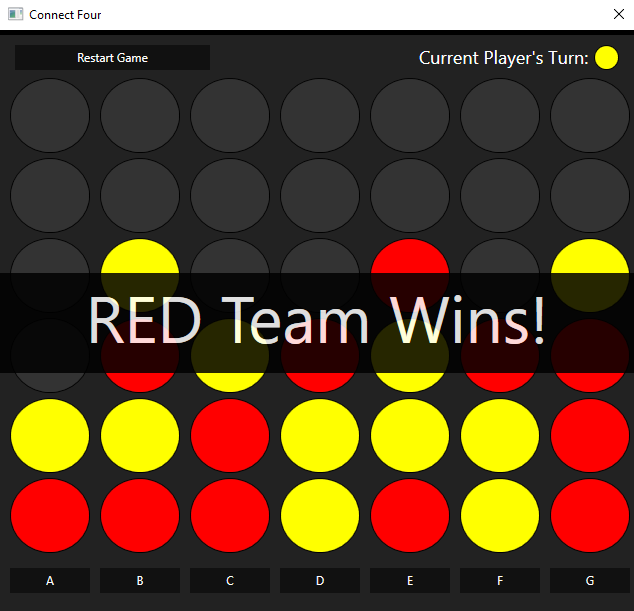 Connect Four
Restart Game
Current Player's Turn:
RED Team Wins!
A B C D E F G